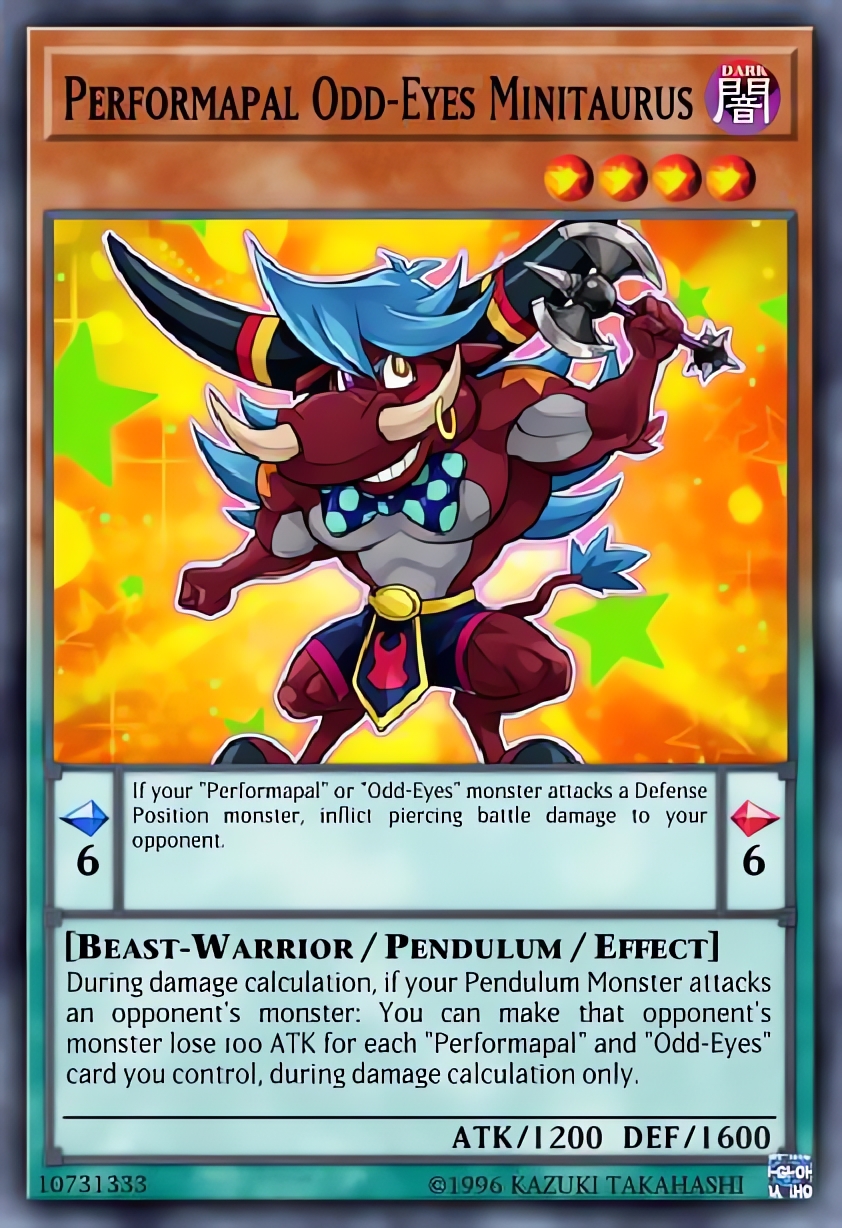 Performapal Odd-Eyes Minitaurus
DARK
闇
If your "Performapal" or "Odd-Eyes" monster attacks a Defense
Position monster, inflict piercing battle damage to your
opponent.
6
6
[Beast-Warrior / Pendulum / Effect]
During damage calculation, if your Pendulum Monster attacks
an opponent's monster: You can make that opponent's
monster lose 100 ATK for each "Performapal" and "Odd-Eyes"
card you control, during damage calculation only.
ATK/1200 DEF/1600
10731333
©1996 KAZUKI TAKAHASHI